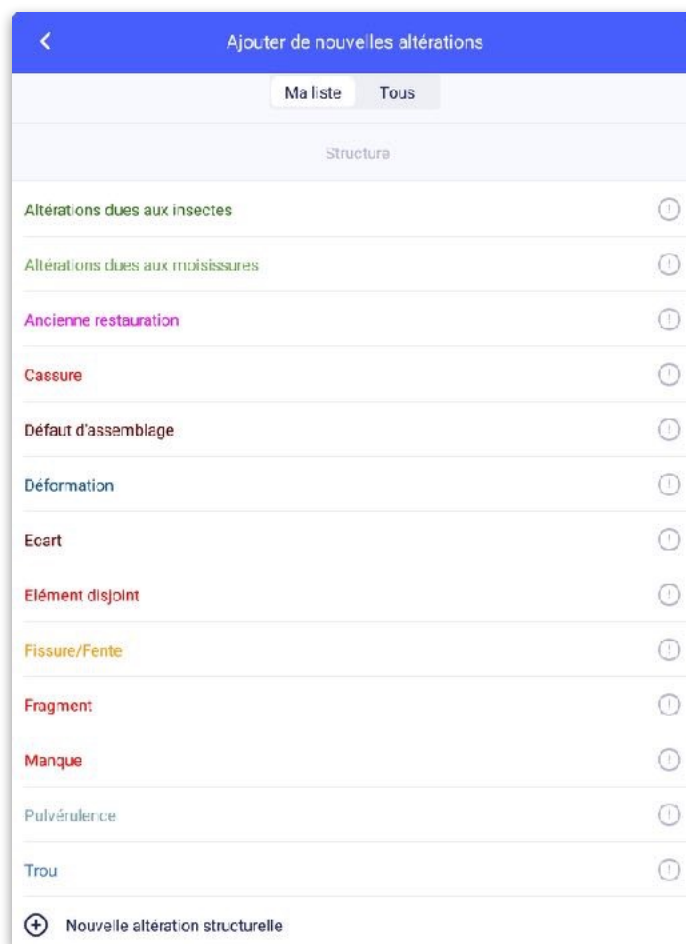 Ajouter de nouvelles altérations
Ma liste Tous
Structure
Altérations dues aux insectes
Altérations dues aux moisissures
Ancienne restauration
Cassure
Défaut d'assemblage
Déformation
Ecart
Elément disjoint
Fissure/Fente
Fragment
Manque
Pulvérulence
Trou
Nouvelle altération structurelle